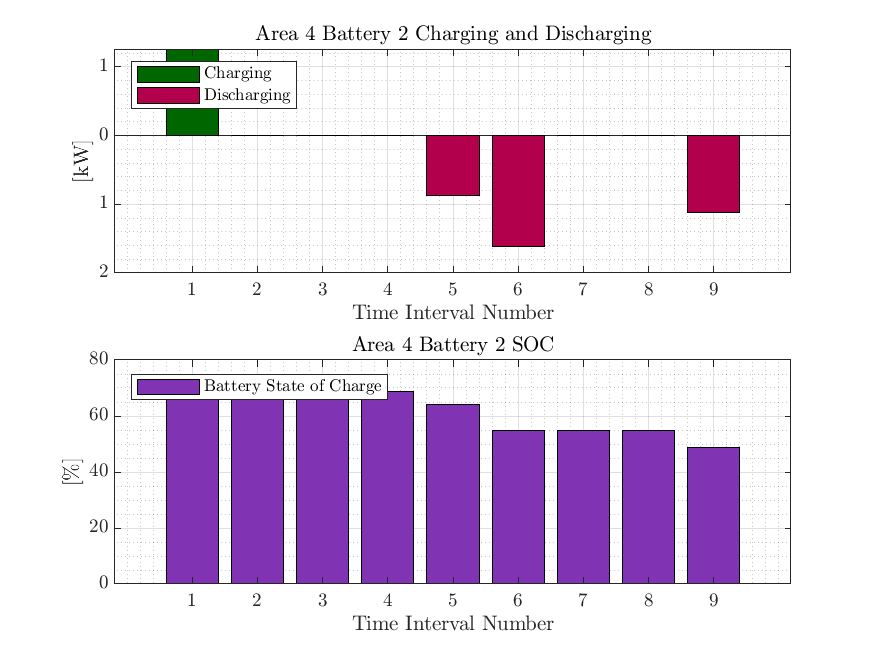 Area 4 Battery 2 Charging and Discharging
1
0
1
2
[kW]
Charging
Discharging
1 2 3 4 5 6 7 8 9
Time Interval Number
Area 4 Battery 2 SOC
80
60
40
20
0
[%]
Battery State of Charge
1 2 3 4 5 6 7 8 9
Time Interval Number